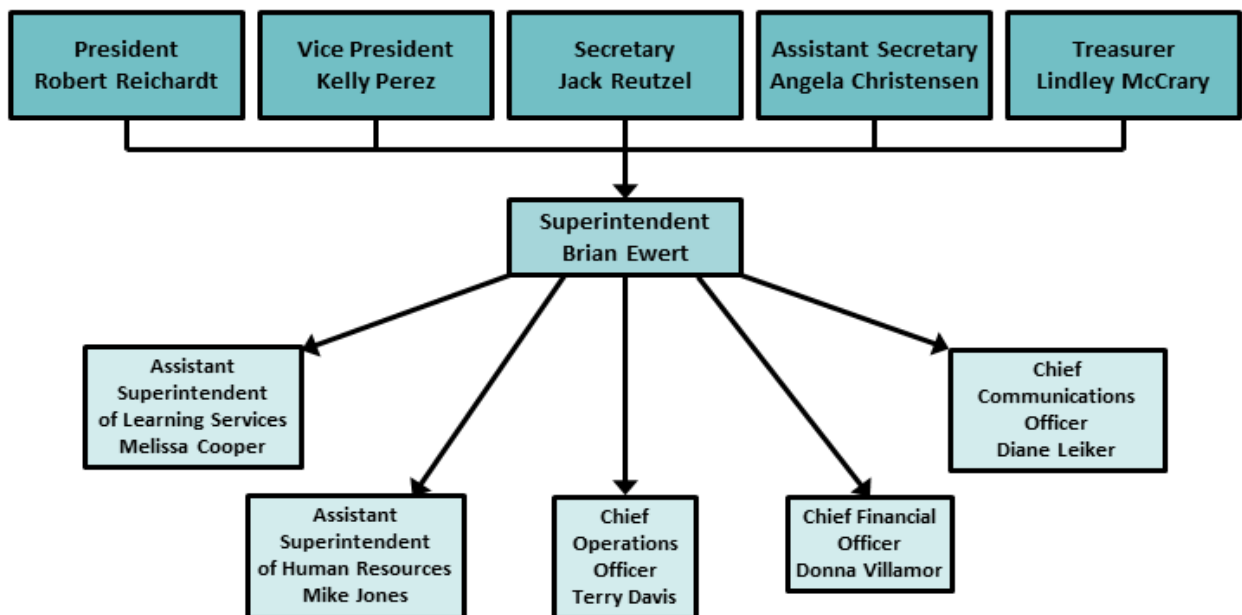 President
Robert Reichardt
Vice President
Kelly Perez
Secretary
Jack Reutzel
Assistant Secretary
Angela Christensen
Treasurer
Lindley McCrary
Superintendent
Brian Ewert
Assistant
Superintendent
of Learning Services
Melissa Cooper
Chief
Communications
Officer
Diane Leiker
Assistant
Superintendent
of Human Resources
Mike Jones
Chief
Operations
Officer
Terry Davis
Chief Financial
Officer
Donna Villamor